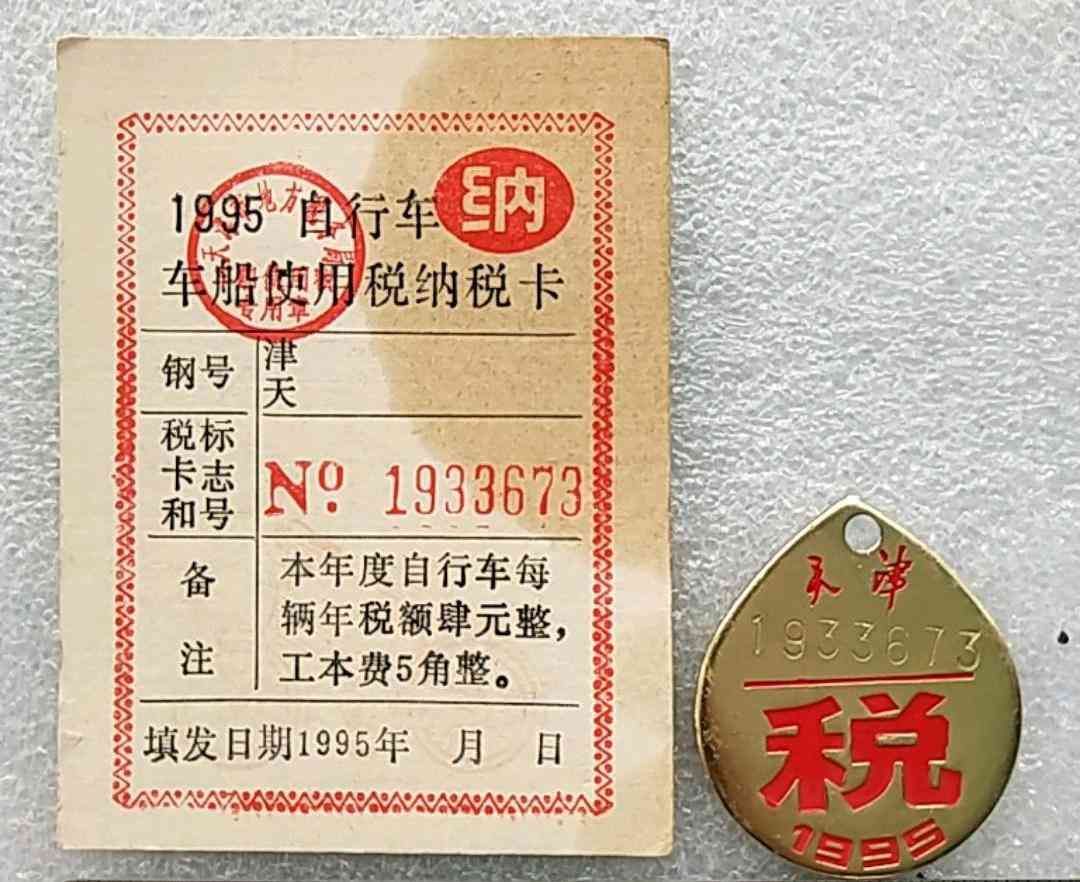 1995 自行车 纳
车船使用税纳税卡
专用章
钢号
津
天
税标
卡志
和号
No. 1933673
备注
本年度自行车每
辆年税额肆元整，
工本费5角整。
填发日期1995年 月 日
天津
1933673
税
1995